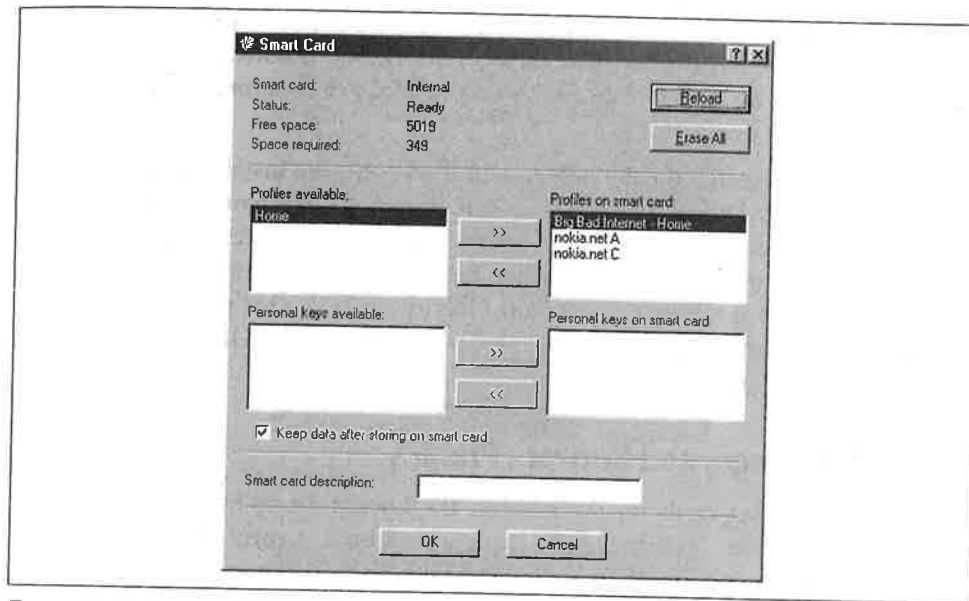 Smart Card
Smart card: Internal
Status: Ready
Free space: 5019
Space required: 349
Reload
Erase All
Profiles available:
Home
>>
<<
Profiles on smart card:
Big Bad Internet - Home
nokia.net A
nokia.net C
Personal keys available:
>>
<<
Personal keys on smart card
Keep data after storing on smart card
Smart card description:
OK
Cancel